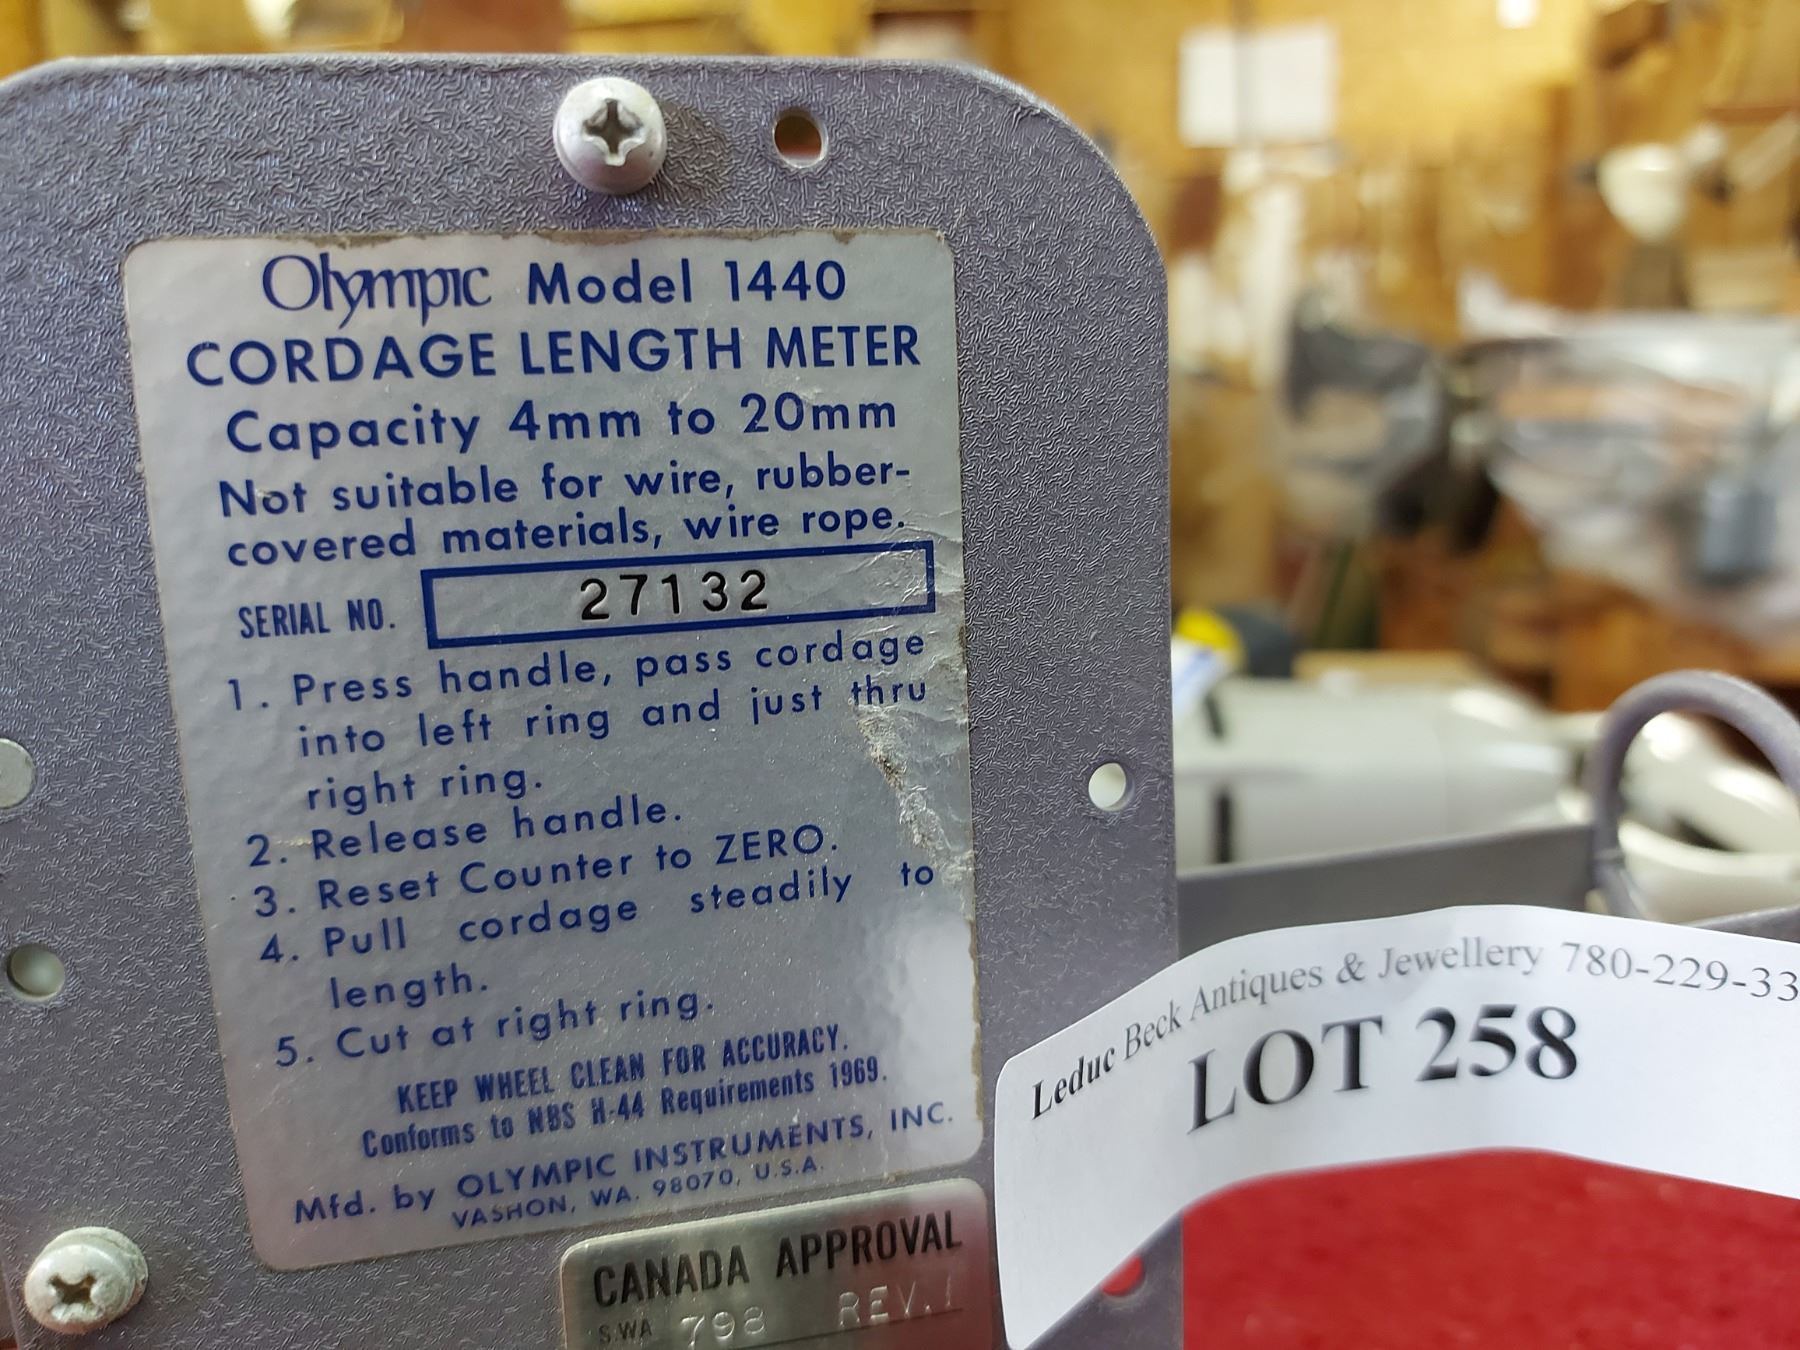 Olympic Model 1440
CORDAGE LENGTH METER
Capacity 4mm to 20mm
Not suitable for wire, rubber-
covered materials, wire rope.
SERIAL NO. 27132
1. Press handle, pass cordage
into left ring and just thru
right ring.
2. Release handle.
3. Reset Counter to ZERO.
4. Pull cordage steadily to
length.
5. Cut at right ring.
KEEP WHEEL CLEAN FOR ACCURACY.
Conforms to NBS H-44 Requirements 1969.
Mfd. by OLYMPIC INSTRUMENTS, INC.
VASHON, WA. 98070, U.S.A.
CANADA APPROVAL
S.WA 798 REV.1
Leduc Beck Antiques & Jewellery 780-229-33
LOT 258